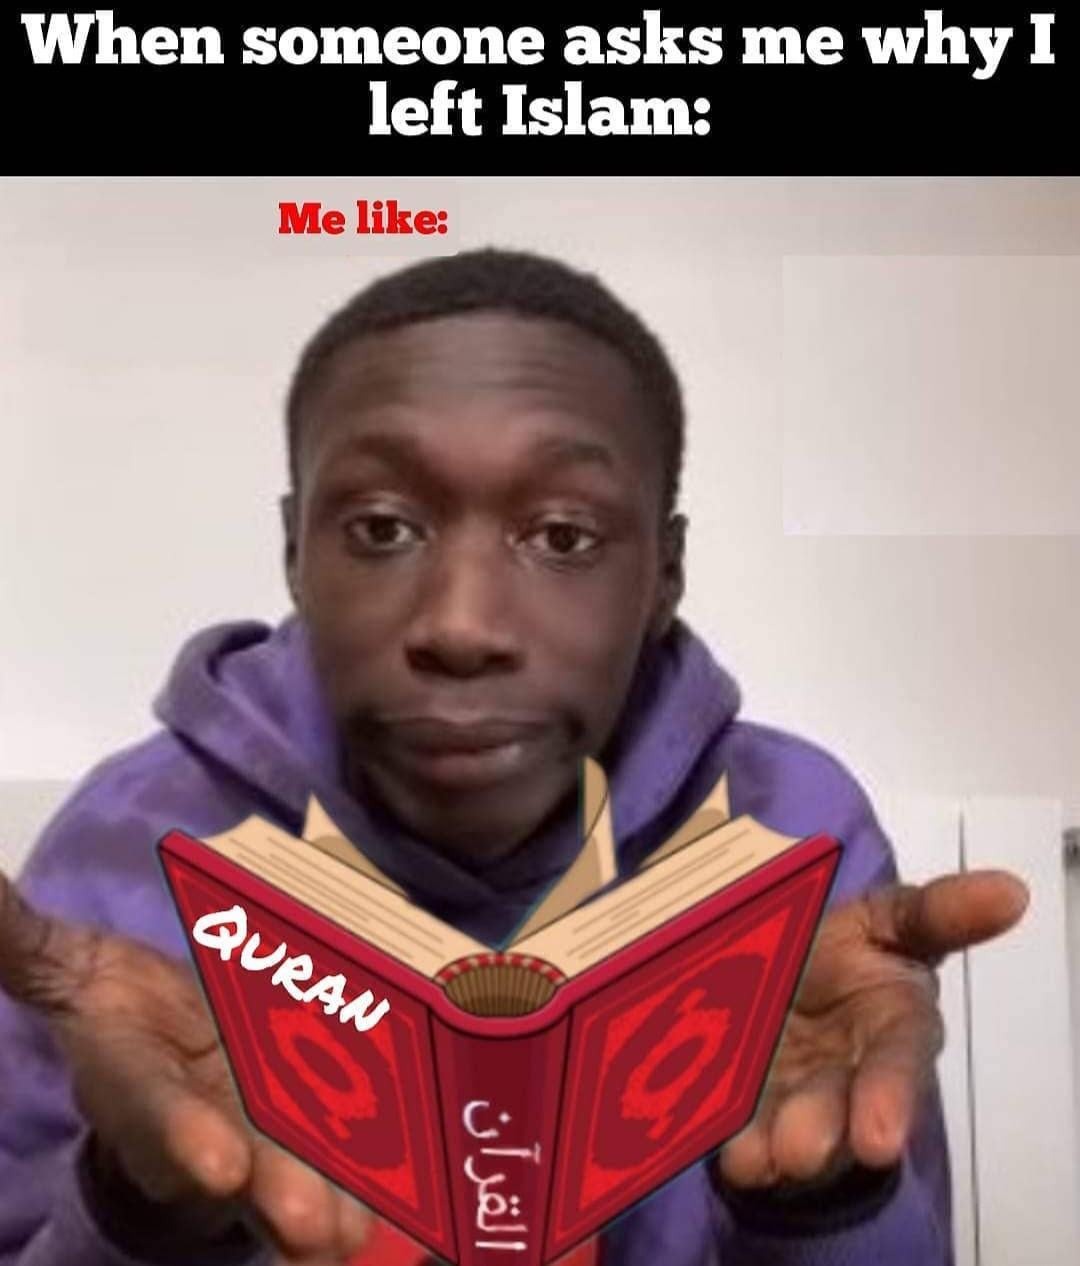 When someone asks me why I
left Islam:
Me like:
QURAN
القرآن